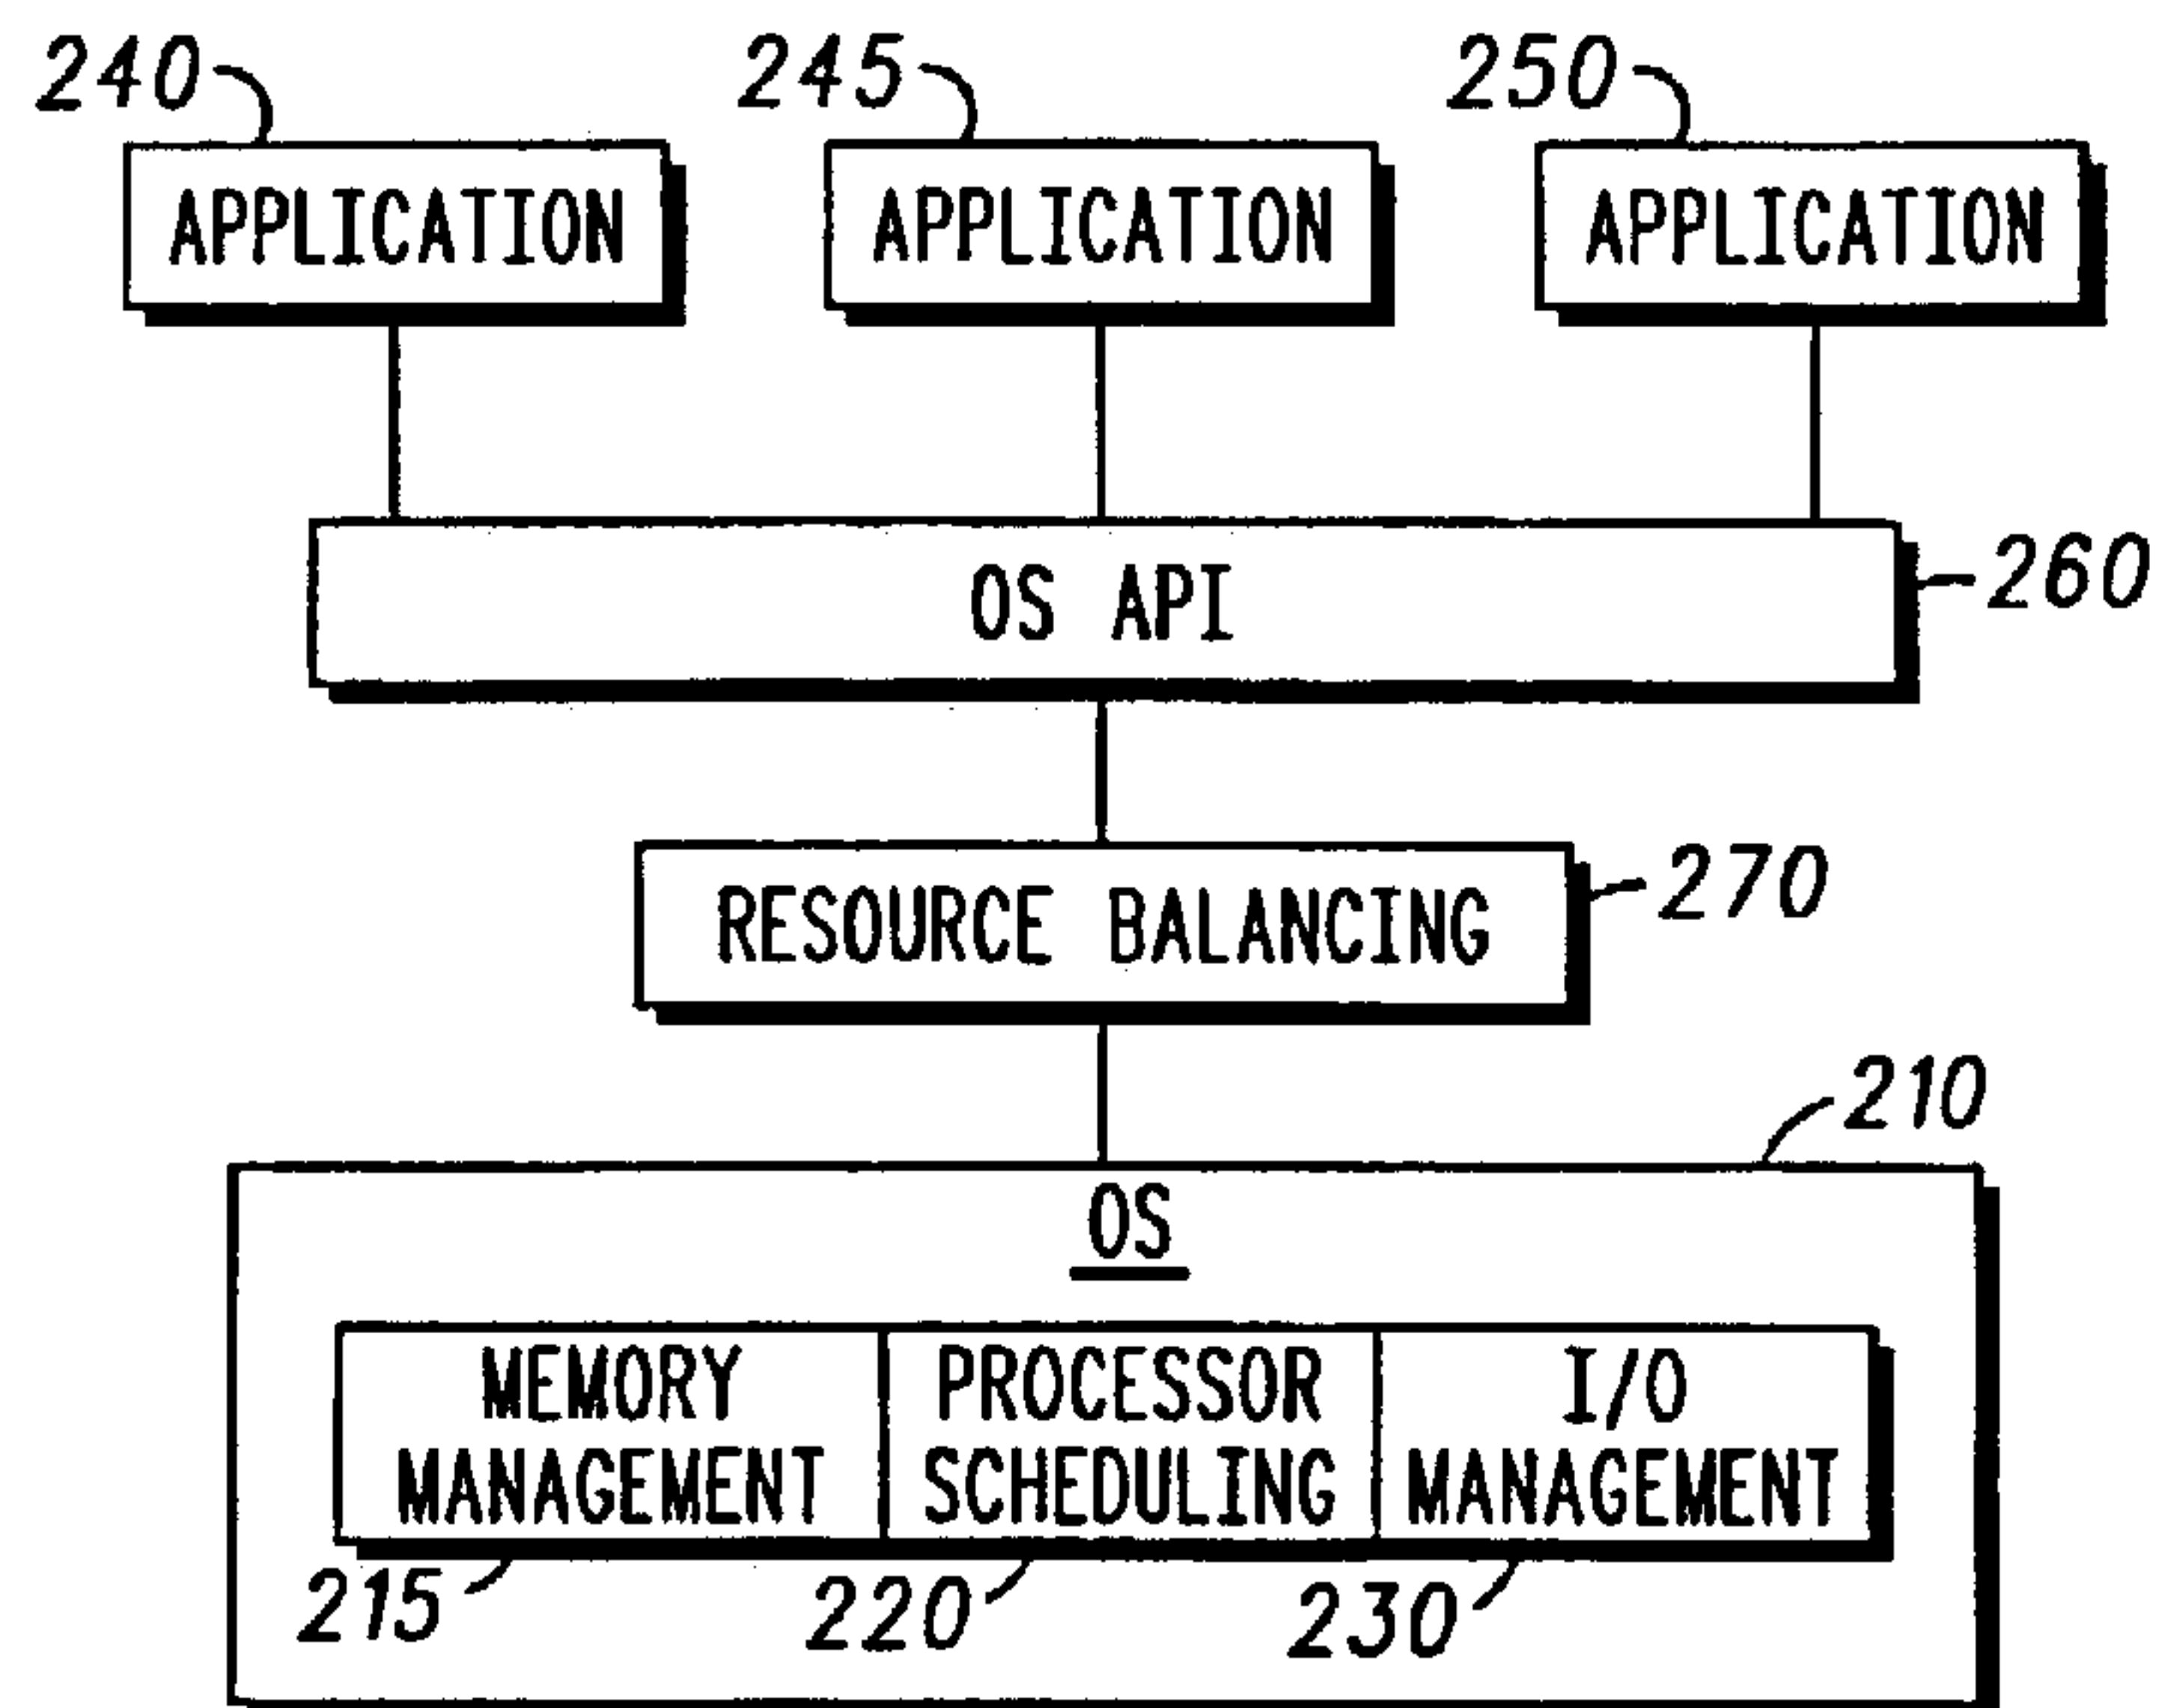 240 245 250
APPLICATION APPLICATION APPLICATION
OS API 260
RESOURCE BALANCING 270
210
OS
MEMORY MANAGEMENT
PROCESSOR SCHEDULING
I/O MANAGEMENT
215 220 230